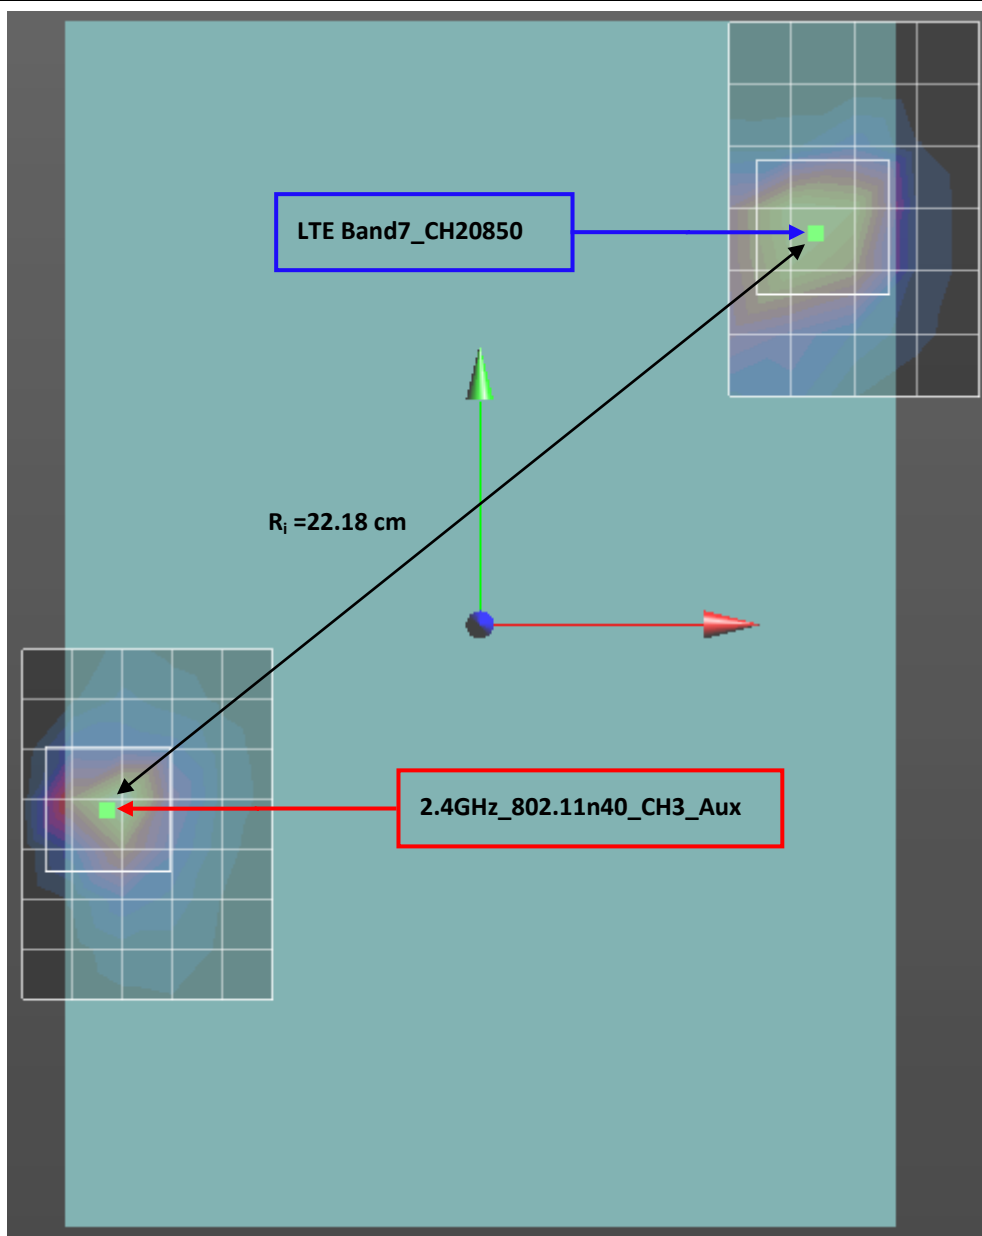 LTE Band7_CH20850
Rᵢ =22.18 cm
2.4GHz_802.11n40_CH3_Aux